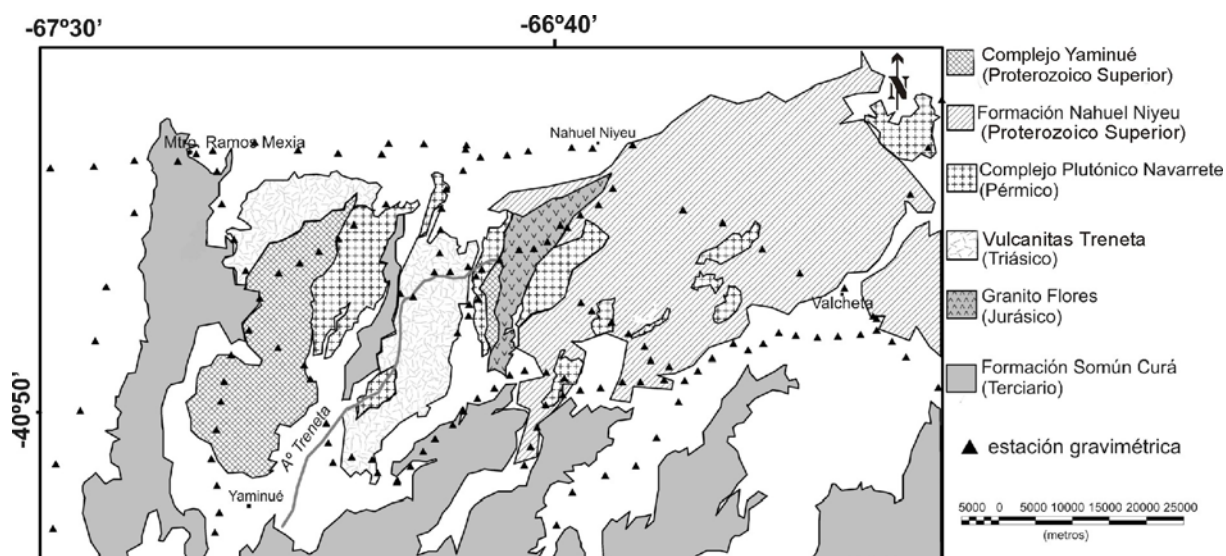 -67º30’
-66º40’
-40º50’
N
Mtro. Ramos Mexia
Nahuel Niyeu
Valcheta
Aº Treneta
Yaminué
Complejo Yaminué
(Proterozoico Superior)
Formación Nahuel Niyeu
(Proterozoico Superior)
Complejo Plutónico Navarrete
(Pérmico)
Vulcanitas Treneta
(Triásico)
Granito Flores
(Jurásico)
Formación Somún Curá
(Terciario)
estación gravimétrica
5000 0 5000 10000 15000 20000 25000
(metros)